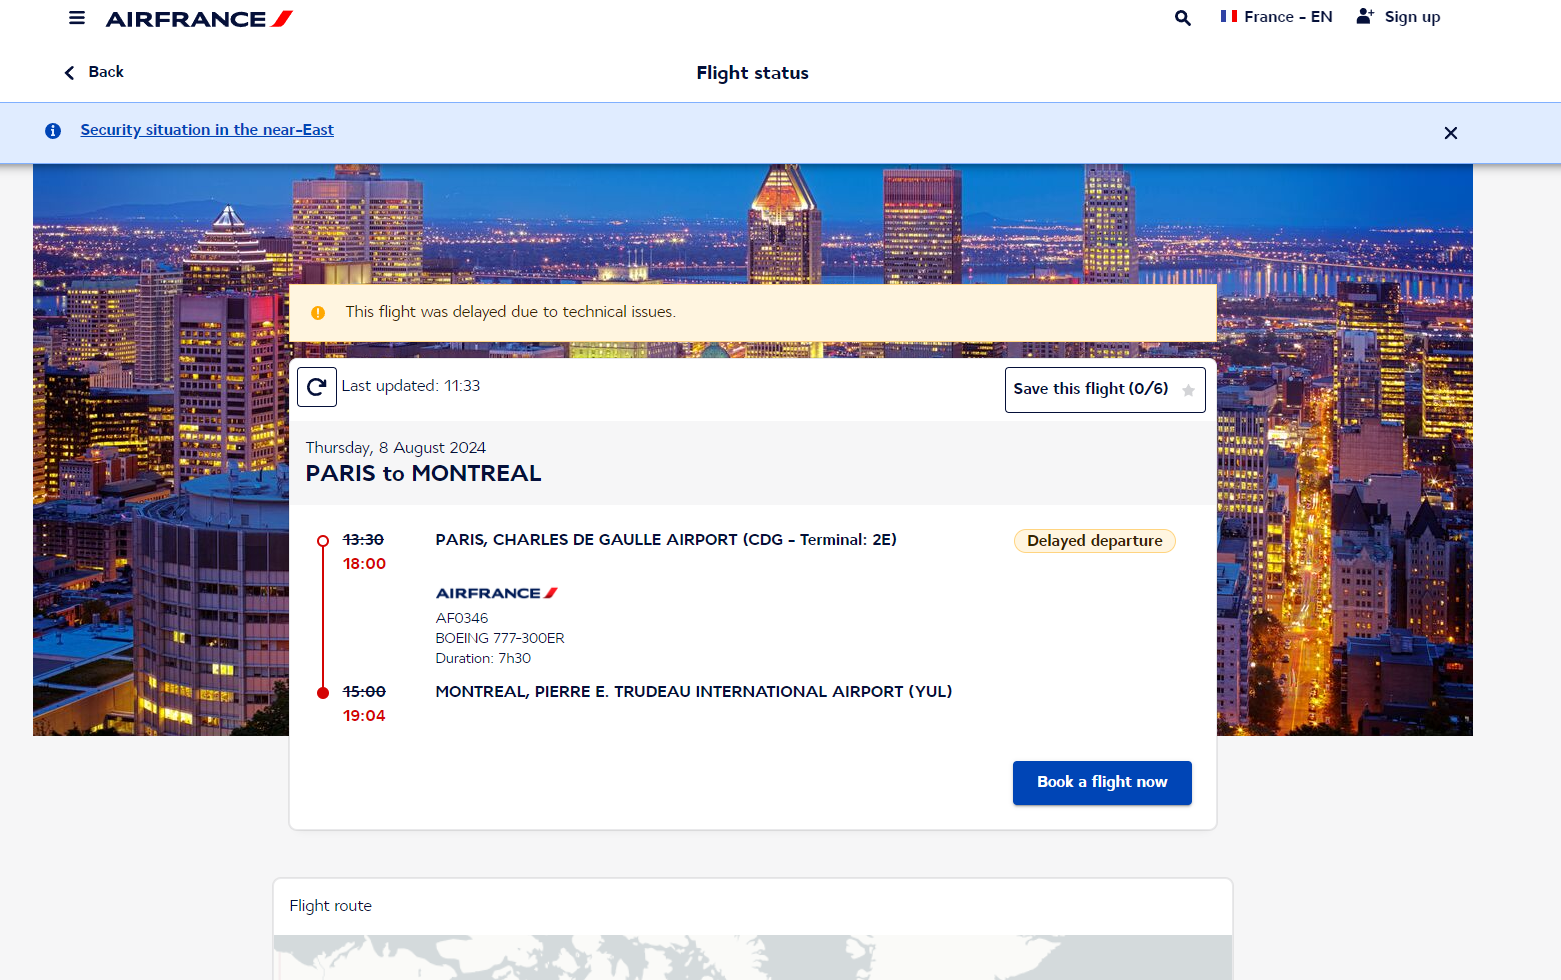 AIRFRANCE
France - EN
Sign up
Back
Flight status
Security situation in the near-East
This flight was delayed due to technical issues.
Last updated: 11:33
Save this flight (0/6)
Thursday, 8 August 2024
PARIS to MONTREAL
13:30
18:00
PARIS, CHARLES DE GAULLE AIRPORT (CDG - Terminal: 2E)
Delayed departure
AIRFRANCE
AF0346
BOEING 777-300ER
Duration: 7h30
15:00
19:04
MONTREAL, PIERRE E. TRUDEAU INTERNATIONAL AIRPORT (YUL)
Book a flight now
Flight route